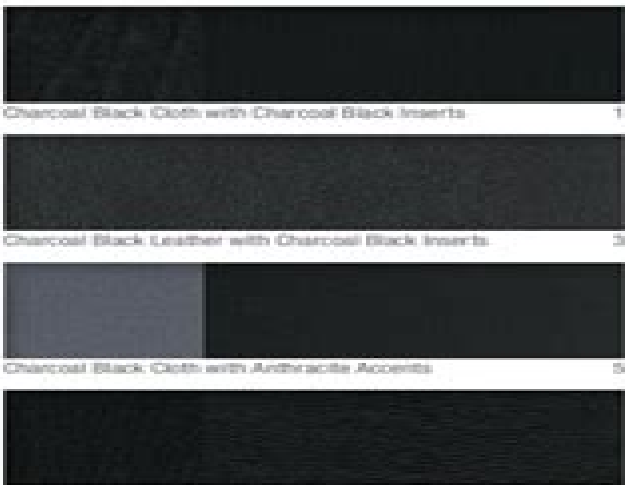 Charcoal Black Cloth with Charcoal Black Inserts 1
Charcoal Black Leather with Charcoal Black Inserts 3
Charcoal Black Cloth with Anthracite Accents 5